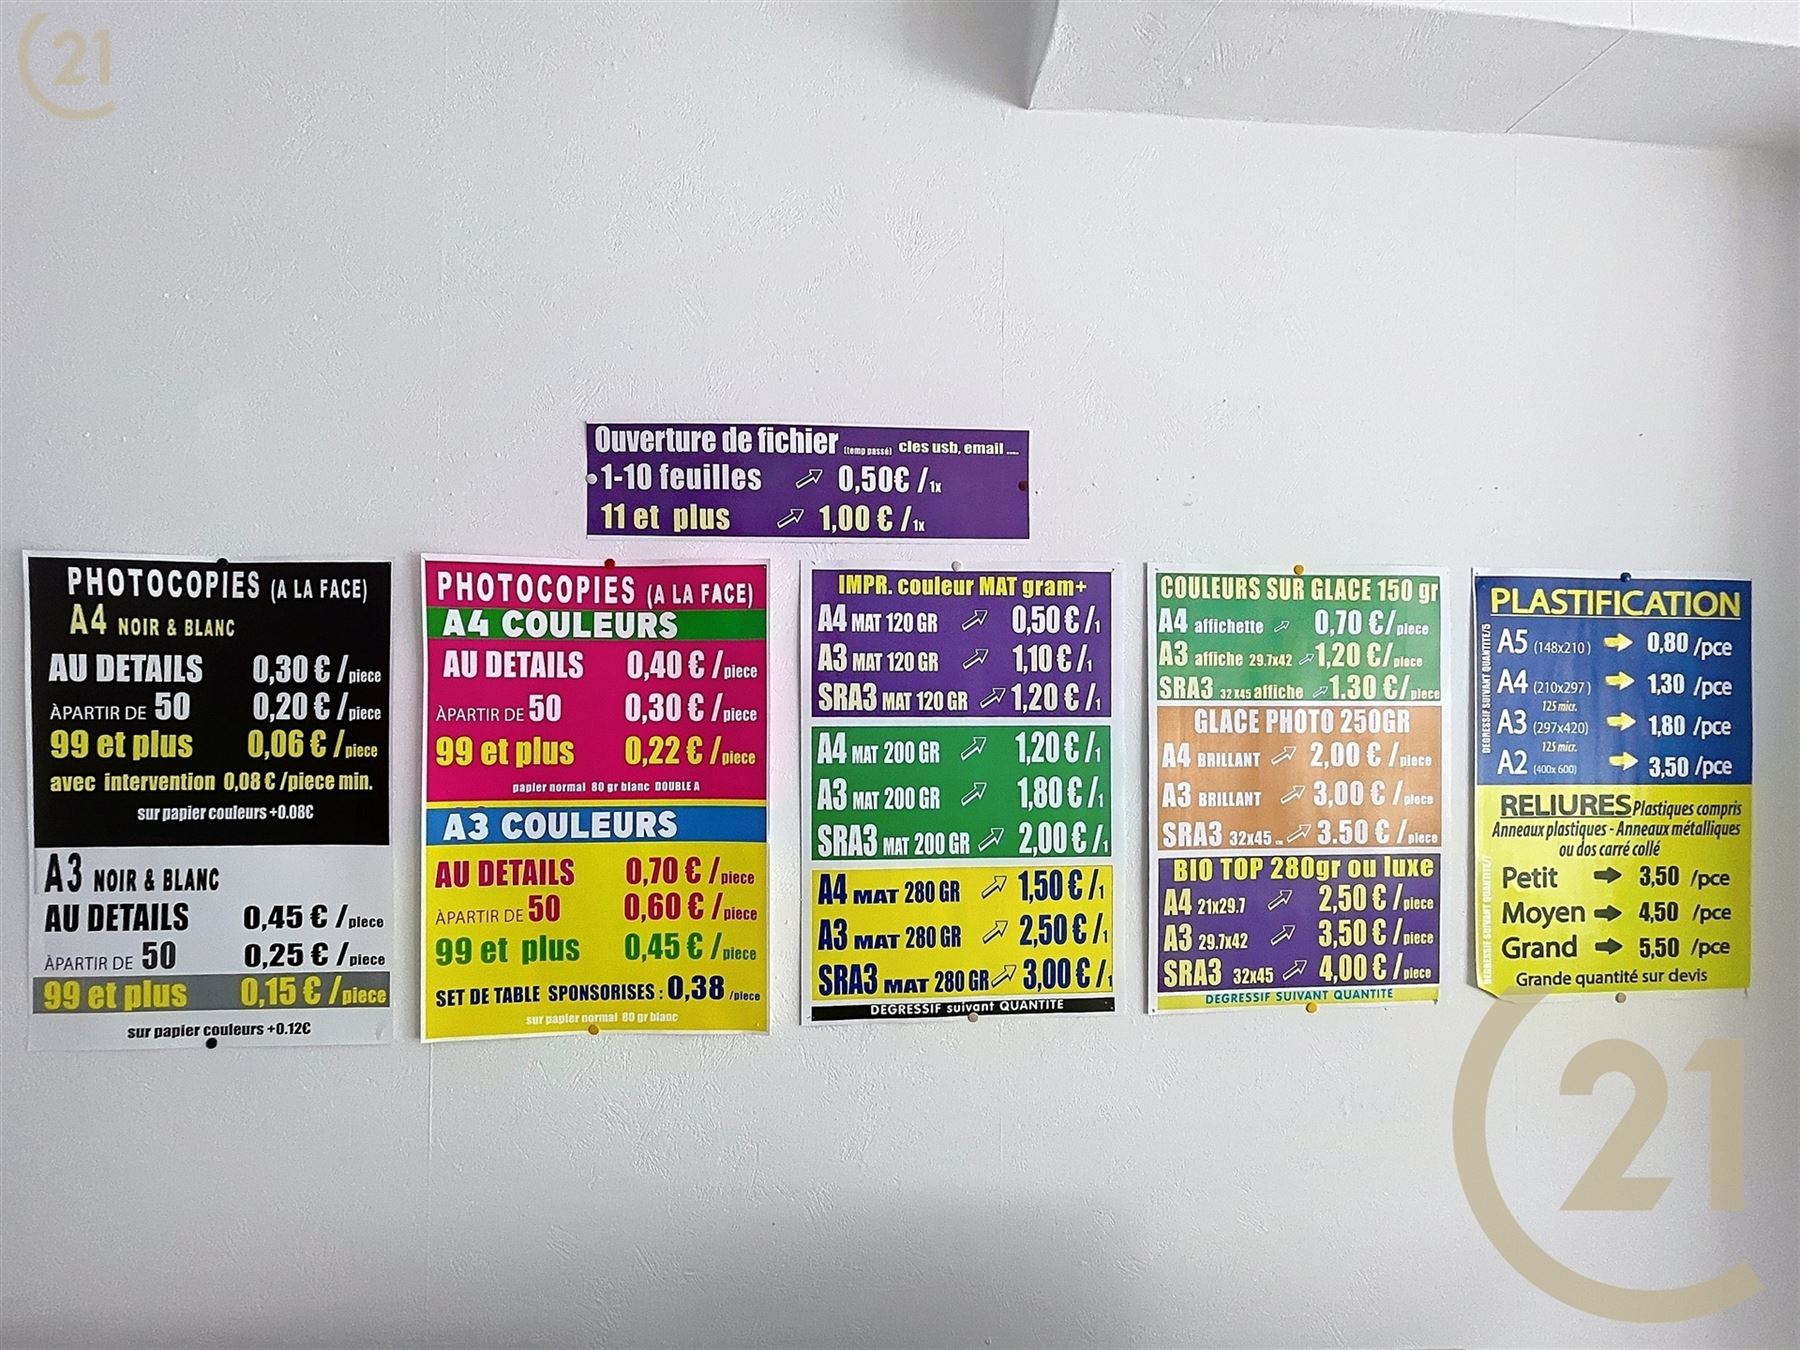 21
Ouverture de fichier (temp passé) cles usb, email ....
1-10 feuilles 0,50€ /1x
11 et plus 1,00 € /1x
PHOTOCOPIES (A LA FACE)
A4 NOIR & BLANC
AU DETAILS 0,30 € /piece
ÀPARTIR DE 50 0,20 € /piece
99 et plus 0,06 € /piece
avec intervention 0,08 € /piece min.
sur papier couleurs +0.08€
A3 NOIR & BLANC
AU DETAILS 0,45 € /piece
ÀPARTIR DE 50 0,25 € /piece
99 et plus 0,15 € /piece
sur papier couleurs +0.12€
PHOTOCOPIES (A LA FACE)
A4 COULEURS
AU DETAILS 0,40 € /piece
ÀPARTIR DE 50 0,30 € /piece
99 et plus 0,22 € /piece
papier normal 80 gr blanc DOUBLE A
A3 COULEURS
AU DETAILS 0,70 € /piece
ÀPARTIR DE 50 0,60 € /piece
99 et plus 0,45 € /piece
SET DE TABLE SPONSORISES : 0,38 /piece
sur papier normal 80 gr blanc
IMPR. couleur MAT gram+
A4 MAT 120 GR 0,50 € /1
A3 MAT 120 GR 1,10 € /1
SRA3 MAT 120 GR 1,20 € /1
A4 MAT 200 GR 1,20 € /1
A3 MAT 200 GR 1,80 € /1
SRA3 MAT 200 GR 2,00 € /1
A4 MAT 280 GR 1,50 € /1
A3 MAT 280 GR 2,50 € /1
SRA3 MAT 280 GR 3,00 € /1
DEGRESSIF suivant QUANTITE
COULEURS SUR GLACE 150 gr
A4 affichette 0,70 €/piece
A3 affiche 29.7x42 1,20 €/piece
SRA3 32 X45 affiche 1.30 €/piece
GLACE PHOTO 250GR
A4 BRILLANT 2,00 € /piece
A3 BRILLANT 3,00 € /piece
SRA3 32x45 cm 3.50 € /piece
BIO TOP 280gr ou luxe
A4 21x29.7 2,50 € /piece
A3 29.7x42 3,50 € /piece
SRA3 32x45 4,00 € /piece
DEGRESSIF SUIVANT QUANTITE
PLASTIFICATION
DEGRESSIF SUIVANT QUANTITE/5
A5 (148x210 ) 0,80 /pce
A4 (210x297 ) 1,30 /pce
125 micr.
A3 (297x420) 1,80 /pce
125 micr.
A2 (400x 600) 3,50 /pce
RELIURES Plastiques compris
Anneaux plastiques - Anneaux métalliques
ou dos carré collé
Petit 3,50 /pce
Moyen 4,50 /pce
Grand 5,50 /pce
Grande quantité sur devis
21